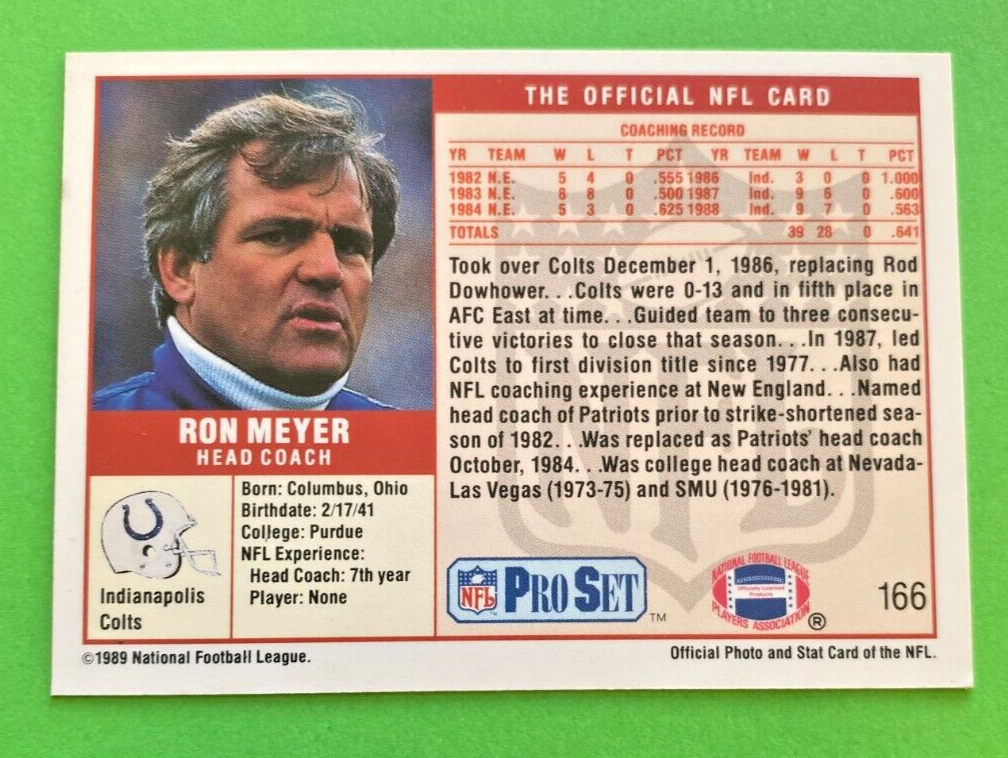 THE OFFICIAL NFL CARD
COACHING RECORD
YR TEAM W L T PCT YR TEAM W L T PCT
1982 N.E. 5 4 0 .555 1986 Ind. 3 0 0 1.000
1983 N.E. 8 8 0 .500 1987 Ind. 9 6 0 .600
1984 N.E. 5 3 0 .625 1988 Ind. 9 7 0 .563
TOTALS 39 28 0 .641
Took over Colts December 1, 1986, replacing Rod
Dowhower. . .Colts were 0-13 and in fifth place in
AFC East at time. . .Guided team to three consecu-
tive victories to close that season. . .In 1987, led
Colts to first division title since 1977. . .Also had
NFL coaching experience at New England. . .Named
head coach of Patriots prior to strike-shortened sea-
son of 1982. . .Was replaced as Patriots' head coach
October, 1984. . .Was college head coach at Nevada-
Las Vegas (1973-75) and SMU (1976-1981).
RON MEYER
HEAD COACH
Born: Columbus, Ohio
Birthdate: 2/17/41
College: Purdue
NFL Experience:
Head Coach: 7th year
Player: None
Indianapolis
Colts
NFL PRO SET TM
NATIONAL FOOTBALL LEAGUE
Officially Licensed
Products
PLAYERS ASSOCIATION ®
166
©1989 National Football League.
Official Photo and Stat Card of the NFL.